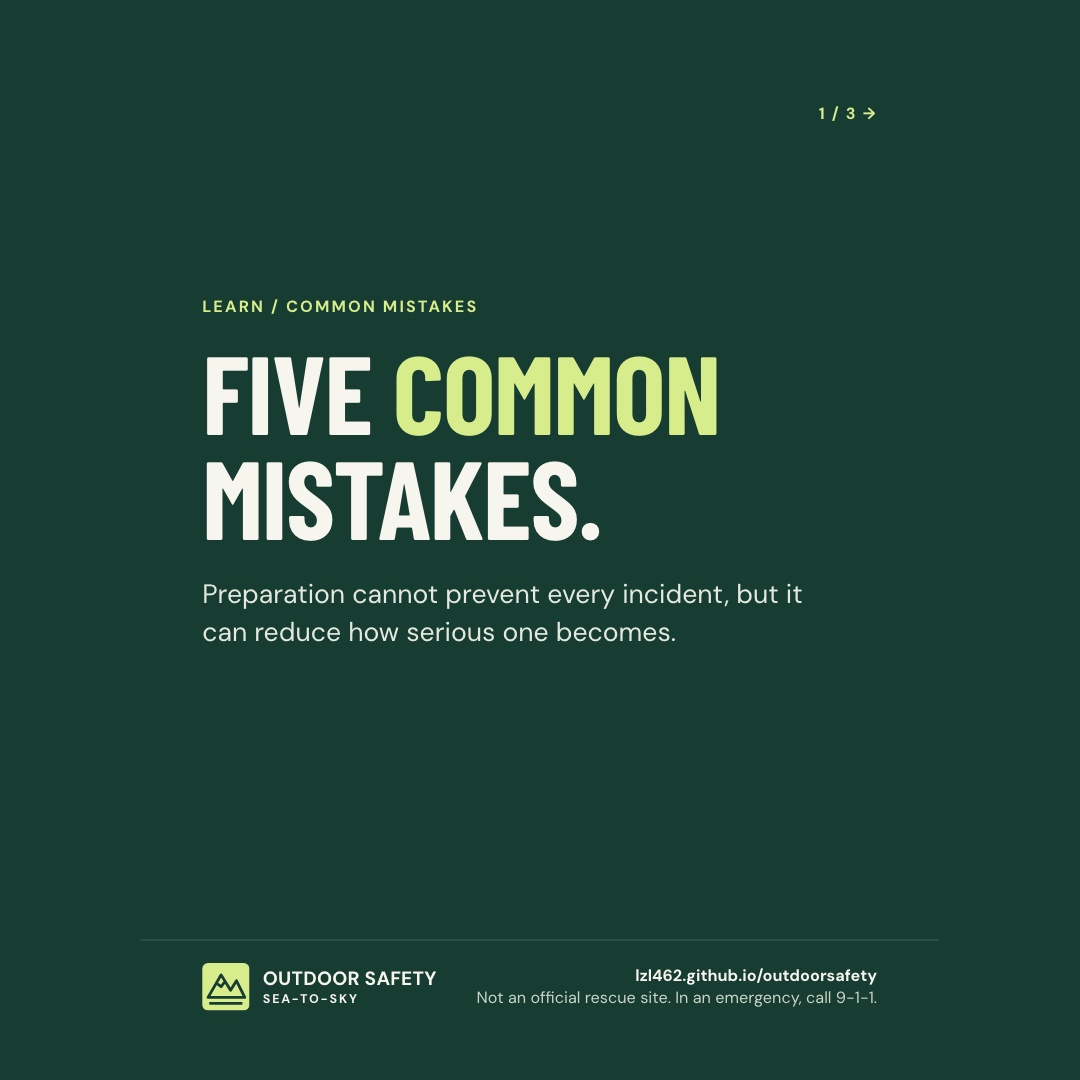 1 / 3 →
LEARN / COMMON MISTAKES
FIVE COMMON
MISTAKES.
Preparation cannot prevent every incident, but it
can reduce how serious one becomes.
OUTDOOR SAFETY
SEA-TO-SKY
lzl462.github.io/outdoorsafety
Not an official rescue site. In an emergency, call 9-1-1.